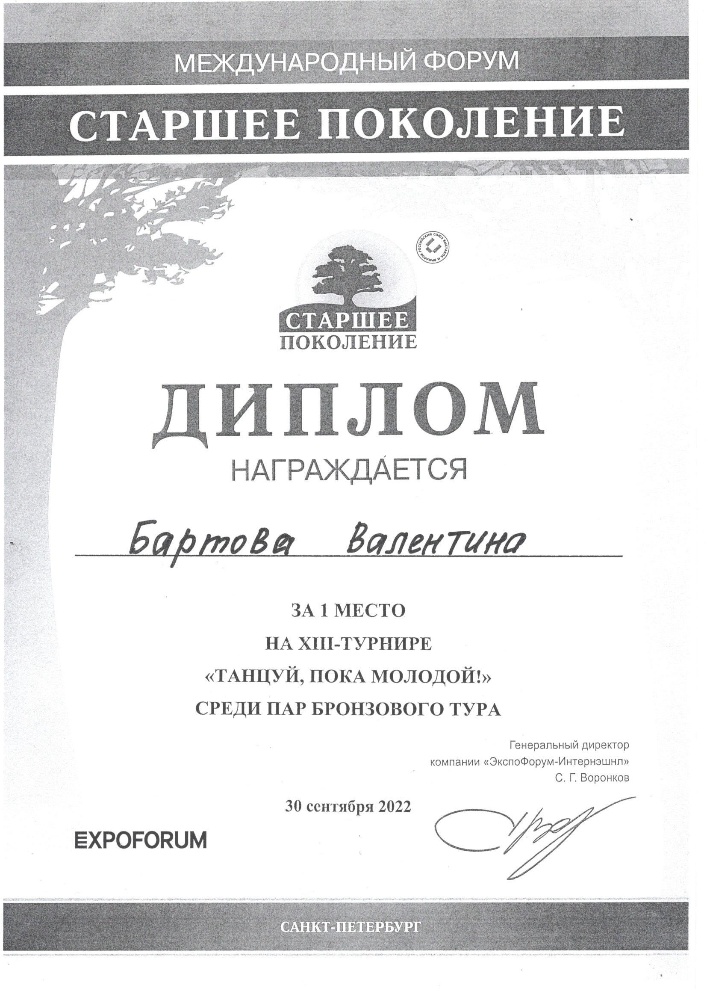 МЕЖДУНАРОДНЫЙ ФОРУМ
СТАРШЕЕ ПОКОЛЕНИЕ
РОССИЙСКИЙ СОЮЗ ВЫСТАВОК И ЯРМАРОК
СТАРШЕЕ
ПОКОЛЕНИЕ
ДИПЛОМ
НАГРАЖДАЕТСЯ
Бартова Валентина
ЗА 1 МЕСТО
НА XIII-ТУРНИРЕ
«ТАНЦУЙ, ПОКА МОЛОДОЙ!»
СРЕДИ ПАР БРОНЗОВОГО ТУРА
Генеральный директор
компании «ЭкспоФорум-Интернэшнл»
С. Г. Воронков
30 сентября 2022
EXPOFORUM
САНКТ-ПЕТЕРБУРГ